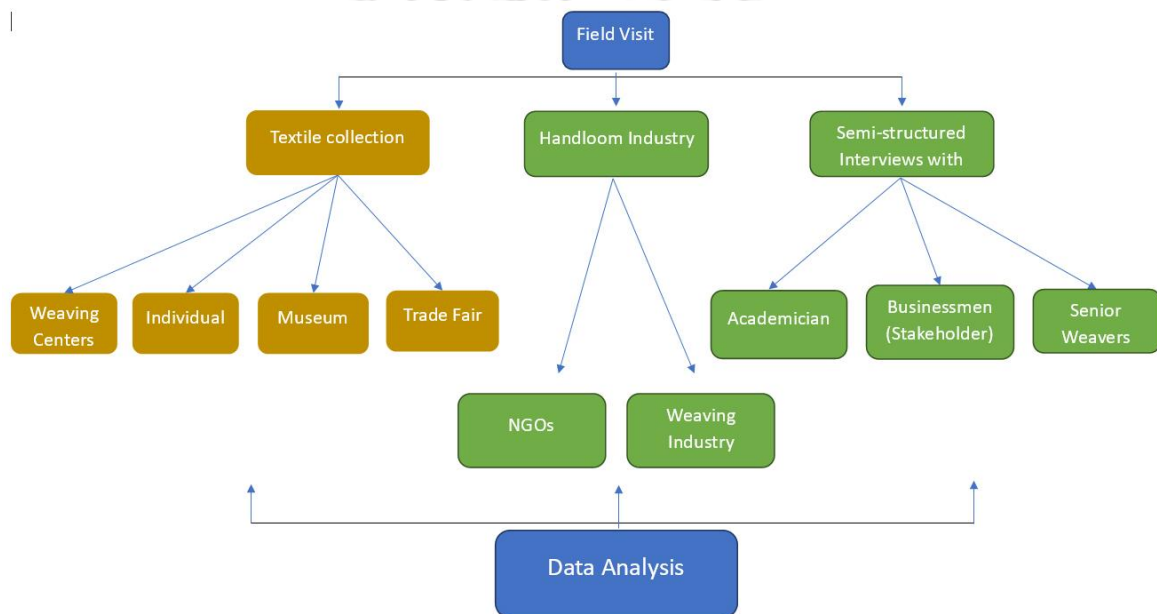 Field Visit
Textile collection
Handloom Industry
Semi-structured
Interviews with
Weaving
Centers
Individual
Museum
Trade Fair
Academician
Businessmen
(Stakeholder)
Senior
Weavers
NGOs
Weaving
Industry
Data Analysis